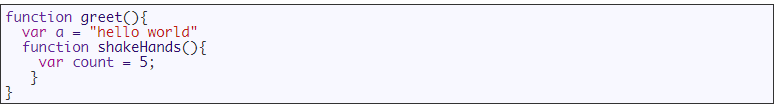 function greet(){
  var a = "hello world"
  function shakeHands(){
    var count = 5;
   }
}